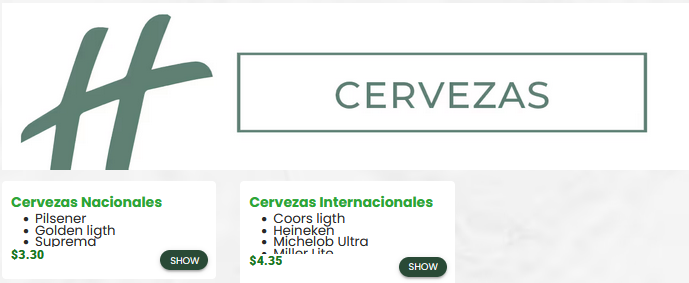 H
CERVEZAS
Cervezas Nacionales
Pilsener
Golden ligth
Suprema
$3.30
SHOW
Cervezas Internacionales
Coors ligth
Heineken
Michelob Ultra
Miller Lite
$4.35
SHOW